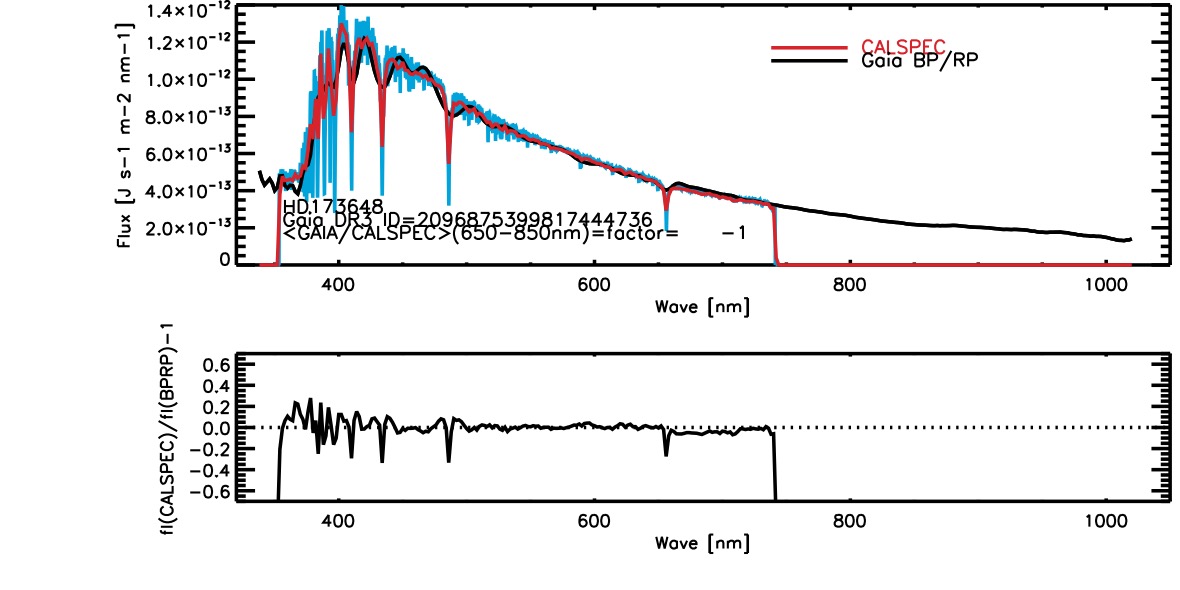 1.4×10−12
1.2×10−12
1.0×10−12
8.0×10−13
6.0×10−13
4.0×10−13
2.0×10−13
0
Flux [J s−1 m−2 nm−1]
CALSPEC
Gaia BP/RP
HD173648
Gaia DR3 ID=2096875399817444736
<GAIA/CALSPEC>(650−850nm)=factor= −1
400 600 800 1000
Wave [nm]
fl(CALSPEC)/fl(BPRP)−1
0.6
0.4
0.2
0.0
−0.2
−0.4
−0.6
400 600 800 1000
Wave [nm]